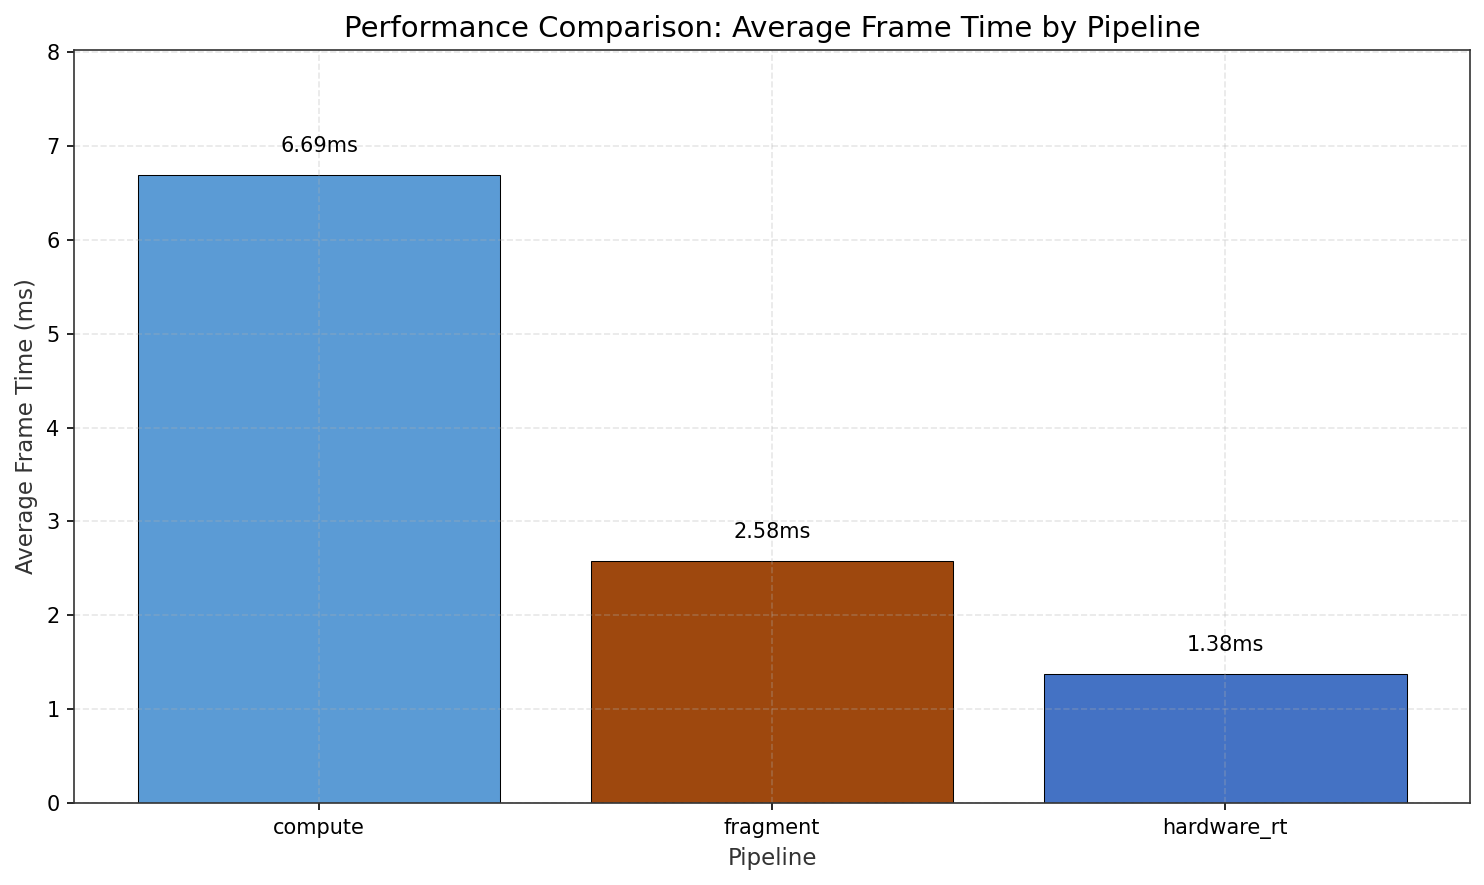 Performance Comparison: Average Frame Time by Pipeline
8
7
6
5
4
3
2
1
0
Average Frame Time (ms)
6.69ms
2.58ms
1.38ms
compute
fragment
hardware_rt
Pipeline